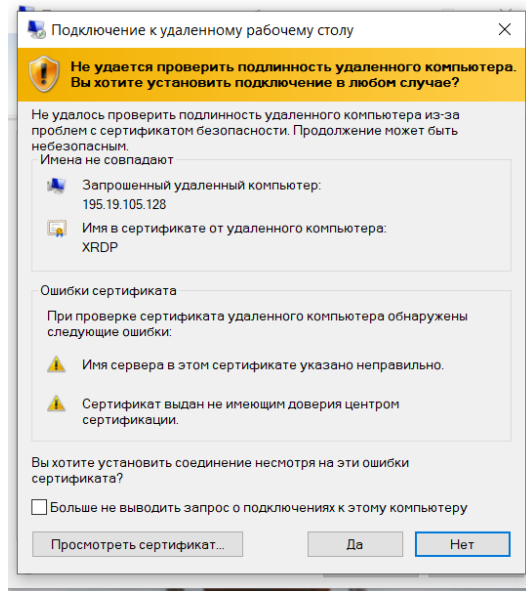 Подключение к удаленному рабочему столу
Не удается проверить подлинность удаленного компьютера.
Вы хотите установить подключение в любом случае?
Не удалось проверить подлинность удаленного компьютера из-за
проблем с сертификатом безопасности. Продолжение может быть
небезопасным.
Имена не совпадают
Запрошенный удаленный компьютер:
195.19.105.128
Имя в сертификате от удаленного компьютера:
XRDP
Ошибки сертификата
При проверке сертификата удаленного компьютера обнаружены
следующие ошибки:
Имя сервера в этом сертификате указано неправильно.
Сертификат выдан не имеющим доверия центром
сертификации.
Вы хотите установить соединение несмотря на эти ошибки
сертификата?
Больше не выводить запрос о подключениях к этому компьютеру
Просмотреть сертификат...
Да
Нет